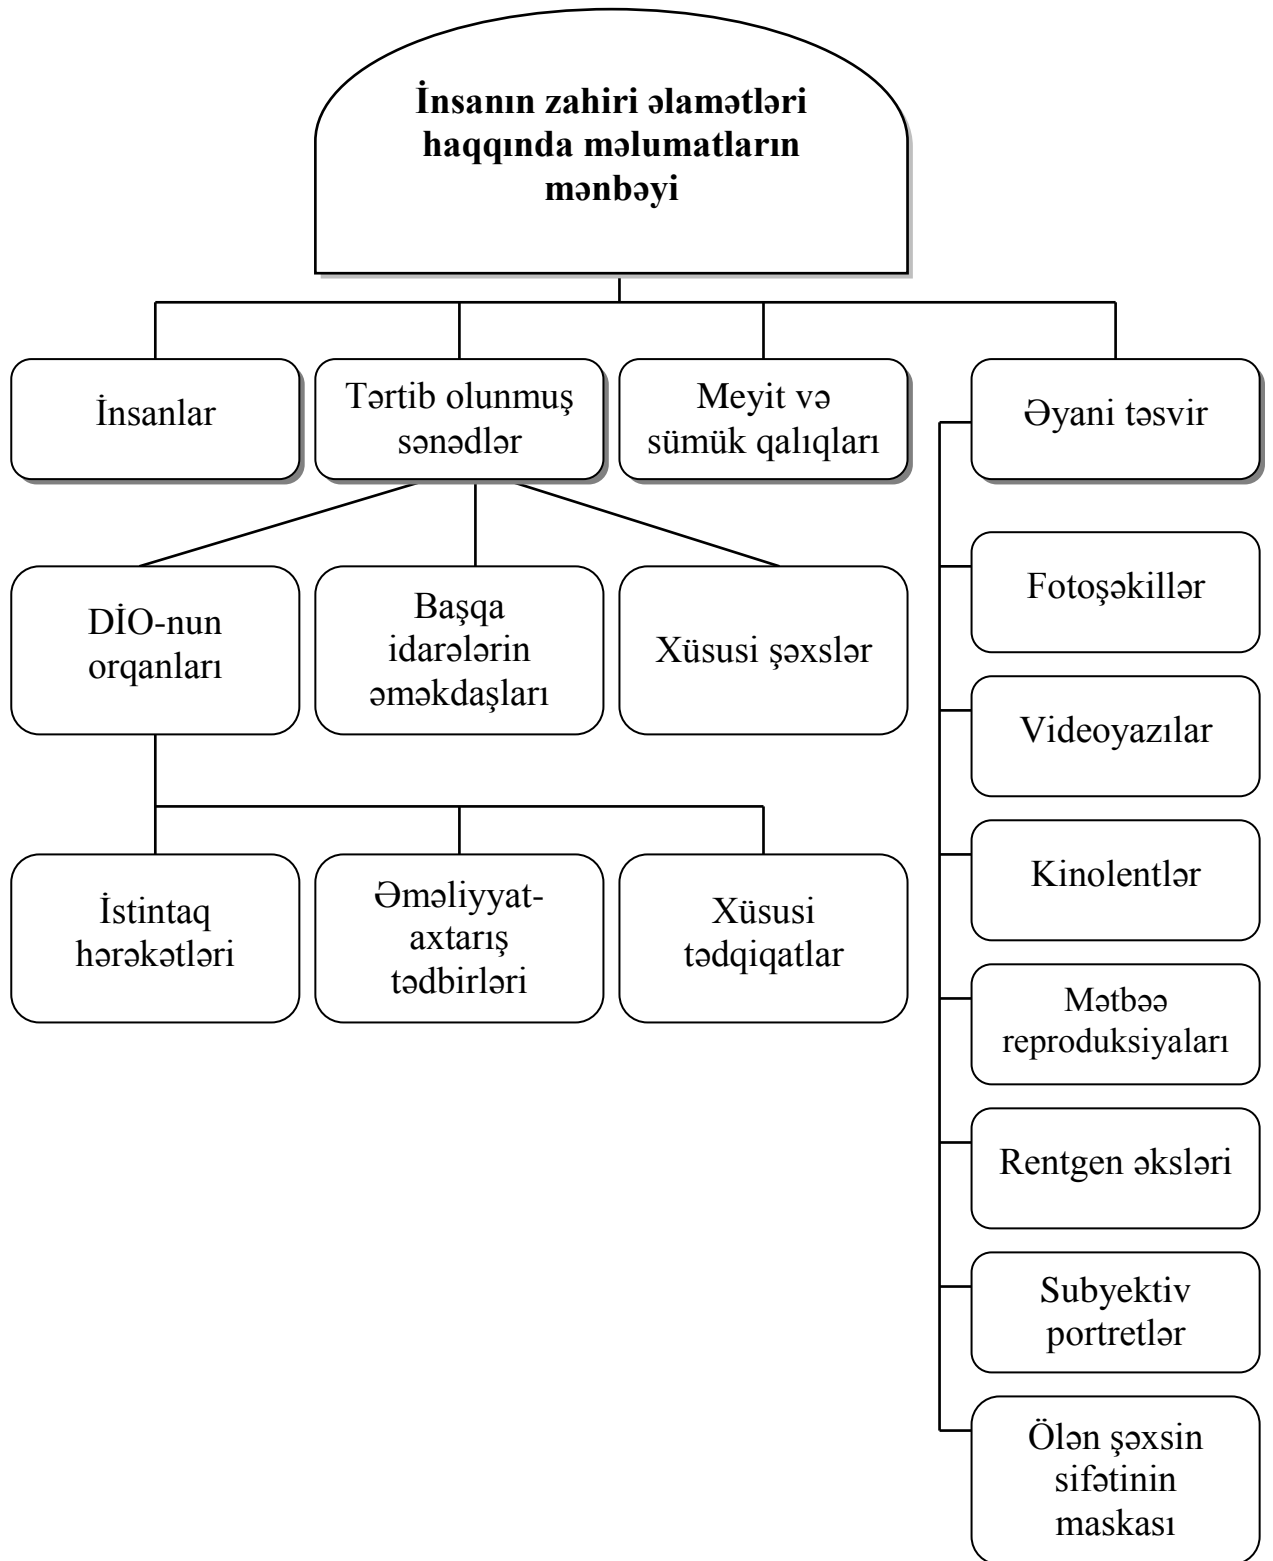 İnsanın zahiri əlamətləri
haqqında məlumatların
mənbəyi
İnsanlar
Tərtib olunmuş
sənədlər
Meyit və
sümük qalıqları
Əyani təsvir
DİO-nun
orqanları
Başqa
idarələrin
əməkdaşları
Xüsusi şəxslər
İstintaq
hərəkətləri
Əməliyyat-
axtarış
tədbirləri
Xüsusi
tədqiqatlar
Fotoşəkillər
Videoyazılar
Kinolentlər
Mətbəə
reproduksiyaları
Rentgen əksləri
Subyektiv
portretlər
Ölən şəxsin
sifətinin
maskası